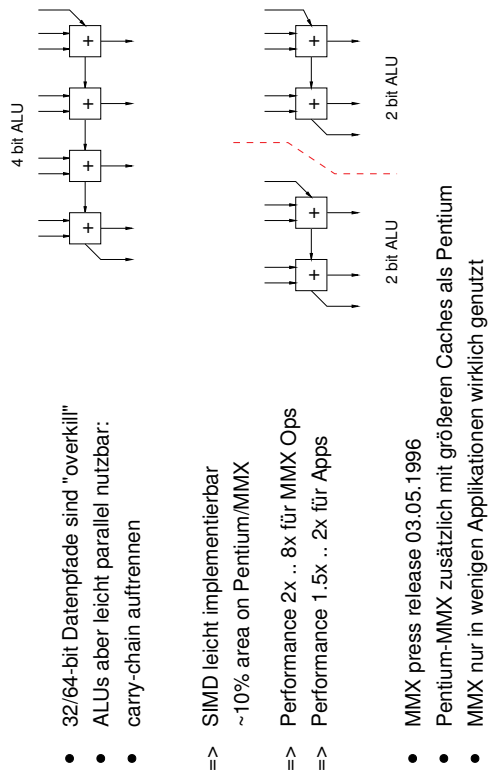 • 32/64-bit Datenpfade sind "overkill"
• ALUs aber leicht parallel nutzbar:
• carry-chain auftrennen
=> SIMD leicht implementierbar
~10% area on Pentium/MMX
=> Performance 2x .. 8x für MMX Ops
=> Performance 1.5x .. 2x für Apps
• MMX press release 03.05.1996
• Pentium-MMX zusätzlich mit größeren Caches als Pentium
• MMX nur in wenigen Applikationen wirklich genutzt
4 bit ALU
+ + + +
2 bit ALU
+ +
2 bit ALU
+ +